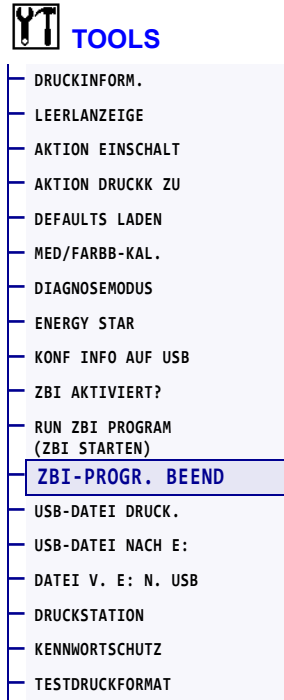 TOOLS
DRUCKINFORM.
LEERLANZEIGE
AKTION EINSCHALT
AKTION DRUCKK ZU
DEFAULTS LADEN
MED/FARBB-KAL.
DIAGNOSEMODUS
ENERGY STAR
KONF INFO AUF USB
ZBI AKTIVIERT?
RUN ZBI PROGRAM
(ZBI STARTEN)
ZBI-PROGR. BEEND
USB-DATEI DRUCK.
USB-DATEI NACH E:
DATEI V. E: N. USB
DRUCKSTATION
KENNWORTSCHUTZ
TESTDRUCKFORMAT